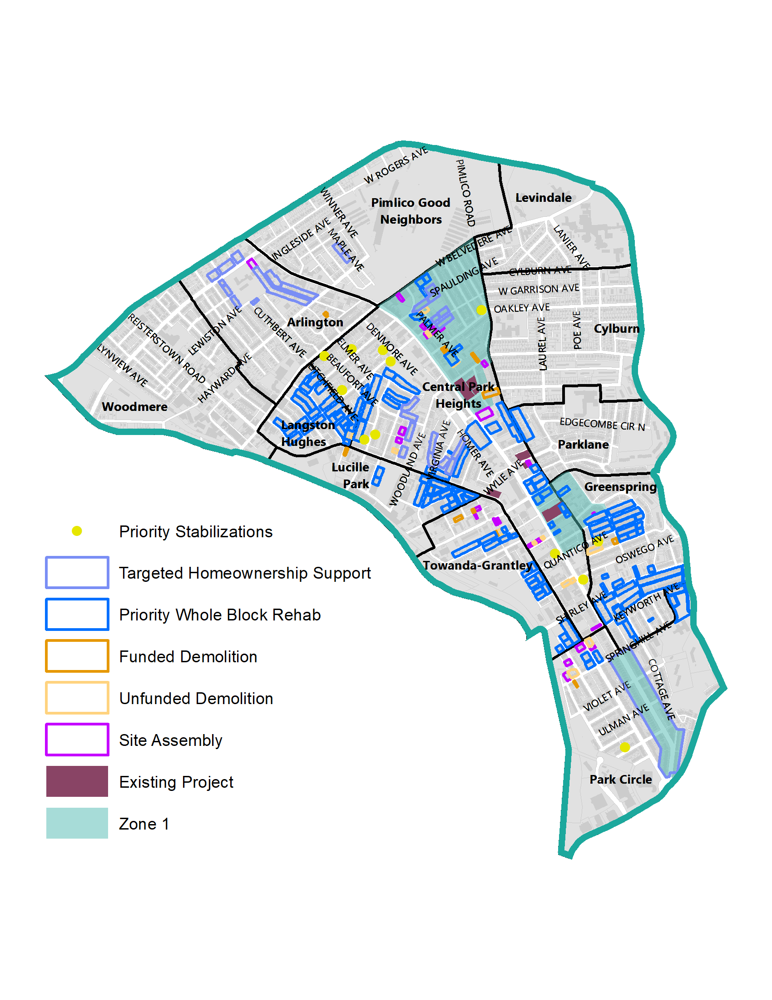 W ROGERS AVE
PIMLICO ROAD
Levindale
Pimlico Good
Neighbors
WINNER AVE
INGLESIDE AVE
MAPLE AVE
W BELVEDERE AVE
LANIER AVE
SPAULDING AVE
CYLBURN AVE
W GARRISON AVE
OAKLEY AVE
LAUREL AVE
POE AVE
Cylburn
CUTHBERT AVE
Arlington
LEWISTON AVE
REISTERSTOWN ROAD
LYNVIEW AVE
HAYWARD AVE
Woodmere
PALMER AVE
DENMORE AVE
ELMER AVE
BEAUFORT AVE
LITCHFIELD AVE
Central Park
Heights
Langston
Hughes
EDGECOMBE CIR N
Parklane
WOODLAND AVE
VIRGINIA AVE
HOMER AVE
WYLIE AVE
Lucille
Park
Greenspring
QUANTICO AVE
OSWEGO AVE
Towanda-Grantley
SHIRLEY AVE
KEYWORTH AVE
SPRINGHILL AVE
COTTAGE AVE
VIOLET AVE
ULMAN AVE
Park Circle
Priority Stabilizations
Targeted Homeownership Support
Priority Whole Block Rehab
Funded Demolition
Unfunded Demolition
Site Assembly
Existing Project
Zone 1